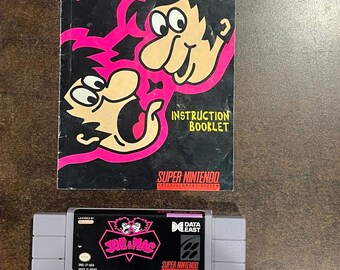 INSTRUCTION
BOOKLET
SUPER NINTENDO
DATA
EAST
JOE & MAC
SUPER NINTENDO